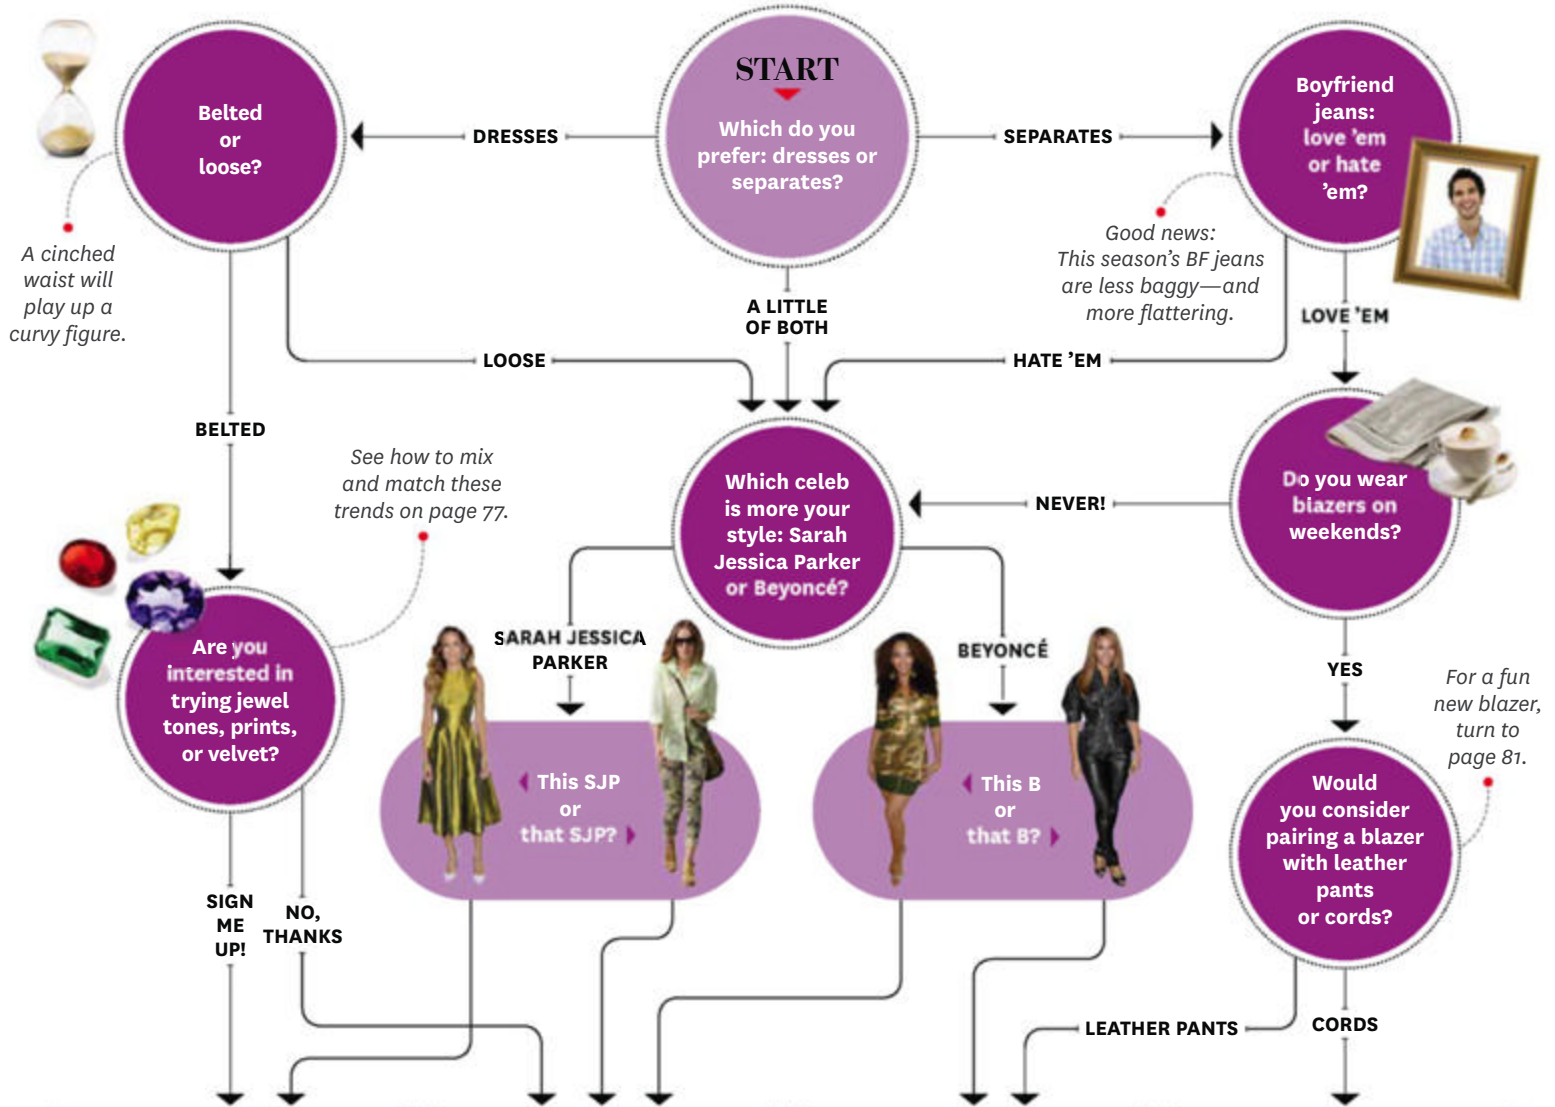 START
Which do you
prefer: dresses or
separates?
DRESSES
SEPARATES
A LITTLE
OF BOTH
Belted
or
loose?
A cinched
waist will
play up a
curvy figure.
LOOSE
BELTED
Boyfriend
jeans:
love ’em
or hate
’em?
Good news:
This season’s BF jeans
are less baggy—and
more flattering.
HATE ’EM
LOVE ’EM
See how to mix
and match these
trends on page 77.
Which celeb
is more your
style: Sarah
Jessica Parker
or Beyoncé?
NEVER!
Do you wear
blazers on
weekends?
Are you
interested in
trying jewel
tones, prints,
or velvet?
SARAH JESSICA
PARKER
BEYONCÉ
YES
For a fun
new blazer,
turn to
page 81.
This SJP
or
that SJP?
This B
or
that B?
Would
you consider
pairing a blazer
with leather
pants
or cords?
SIGN
ME
UP!
NO,
THANKS
LEATHER PANTS
CORDS